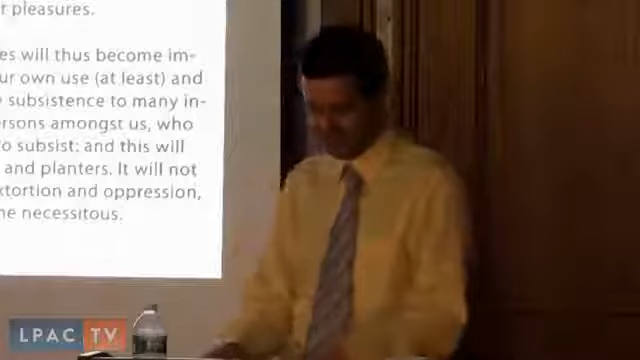 r pleasures.
es will thus become im-
ur own use (at least) and
subsistence to many in-
ersons amongst us, who
o subsist: and this will
and planters. It will not
xtortion and oppression,
he necessitous.
LPAC TV